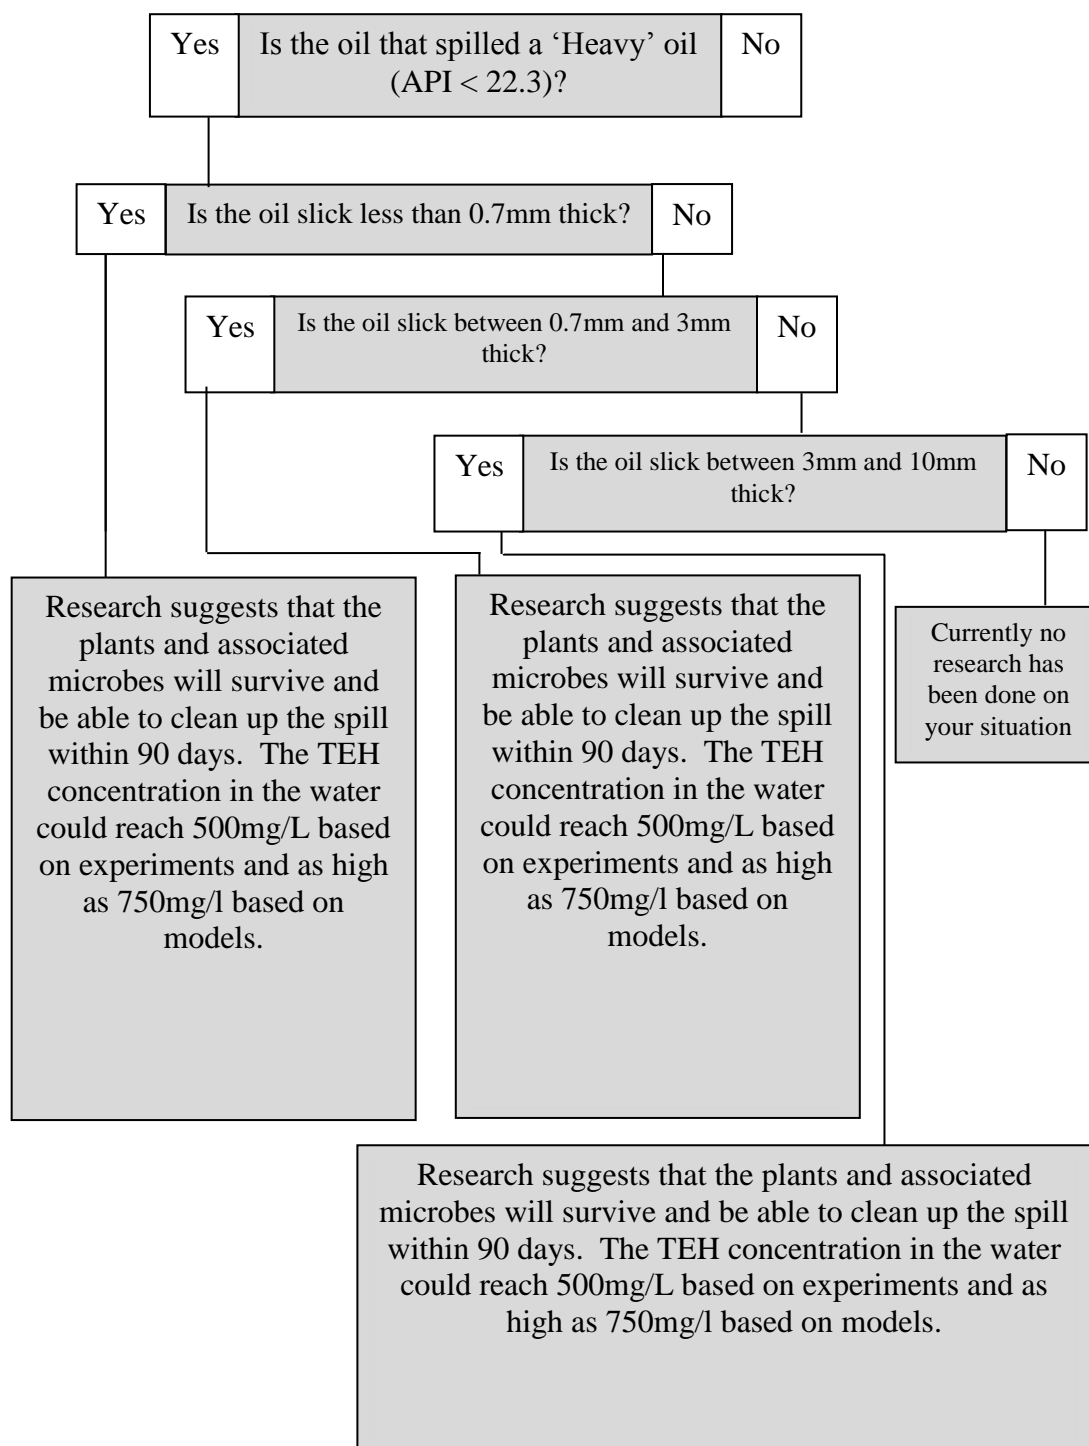 Yes
Is the oil that spilled a ‘Heavy’ oil
(API < 22.3)?
No
Yes
Is the oil slick less than 0.7mm thick?
No
Yes
Is the oil slick between 0.7mm and 3mm
thick?
No
Yes
Is the oil slick between 3mm and 10mm
thick?
No
Research suggests that the
plants and associated
microbes will survive and
be able to clean up the spill
within 90 days.  The TEH
concentration in the water
could reach 500mg/L based
on experiments and as high
as 750mg/l based on
models.
Research suggests that the
plants and associated
microbes will survive and
be able to clean up the spill
within 90 days.  The TEH
concentration in the water
could reach 500mg/L based
on experiments and as high
as 750mg/l based on
models.
Currently no
research has
been done on
your situation
Research suggests that the plants and associated
microbes will survive and be able to clean up the spill
within 90 days.  The TEH concentration in the water
could reach 500mg/L based on experiments and as
high as 750mg/l based on models.